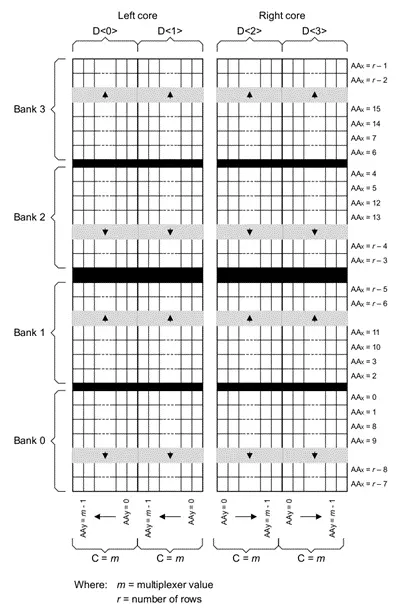 Left core Right core
D<0> D<1> D<2> D<3>
AAx = r – 1
AAx = r – 2
Bank 3
AAx = 15
AAx = 14
AAx = 7
AAx = 6
AAx = 4
AAx = 5
Bank 2
AAx = 12
AAx = 13
AAx = r – 4
AAx = r – 3
AAx = r – 5
AAx = r – 6
Bank 1
AAx = 11
AAx = 10
AAx = 3
AAx = 2
AAx = 0
AAx = 1
Bank 0
AAx = 8
AAx = 9
AAx = r – 8
AAx = r – 7
AAy = m - 1 AAy = 0 AAy = m - 1 AAy = 0 AAy = 0 AAy = m - 1 AAy = 0 AAy = m - 1
C = m C = m C = m C = m
Where: m = multiplexer value
r = number of rows